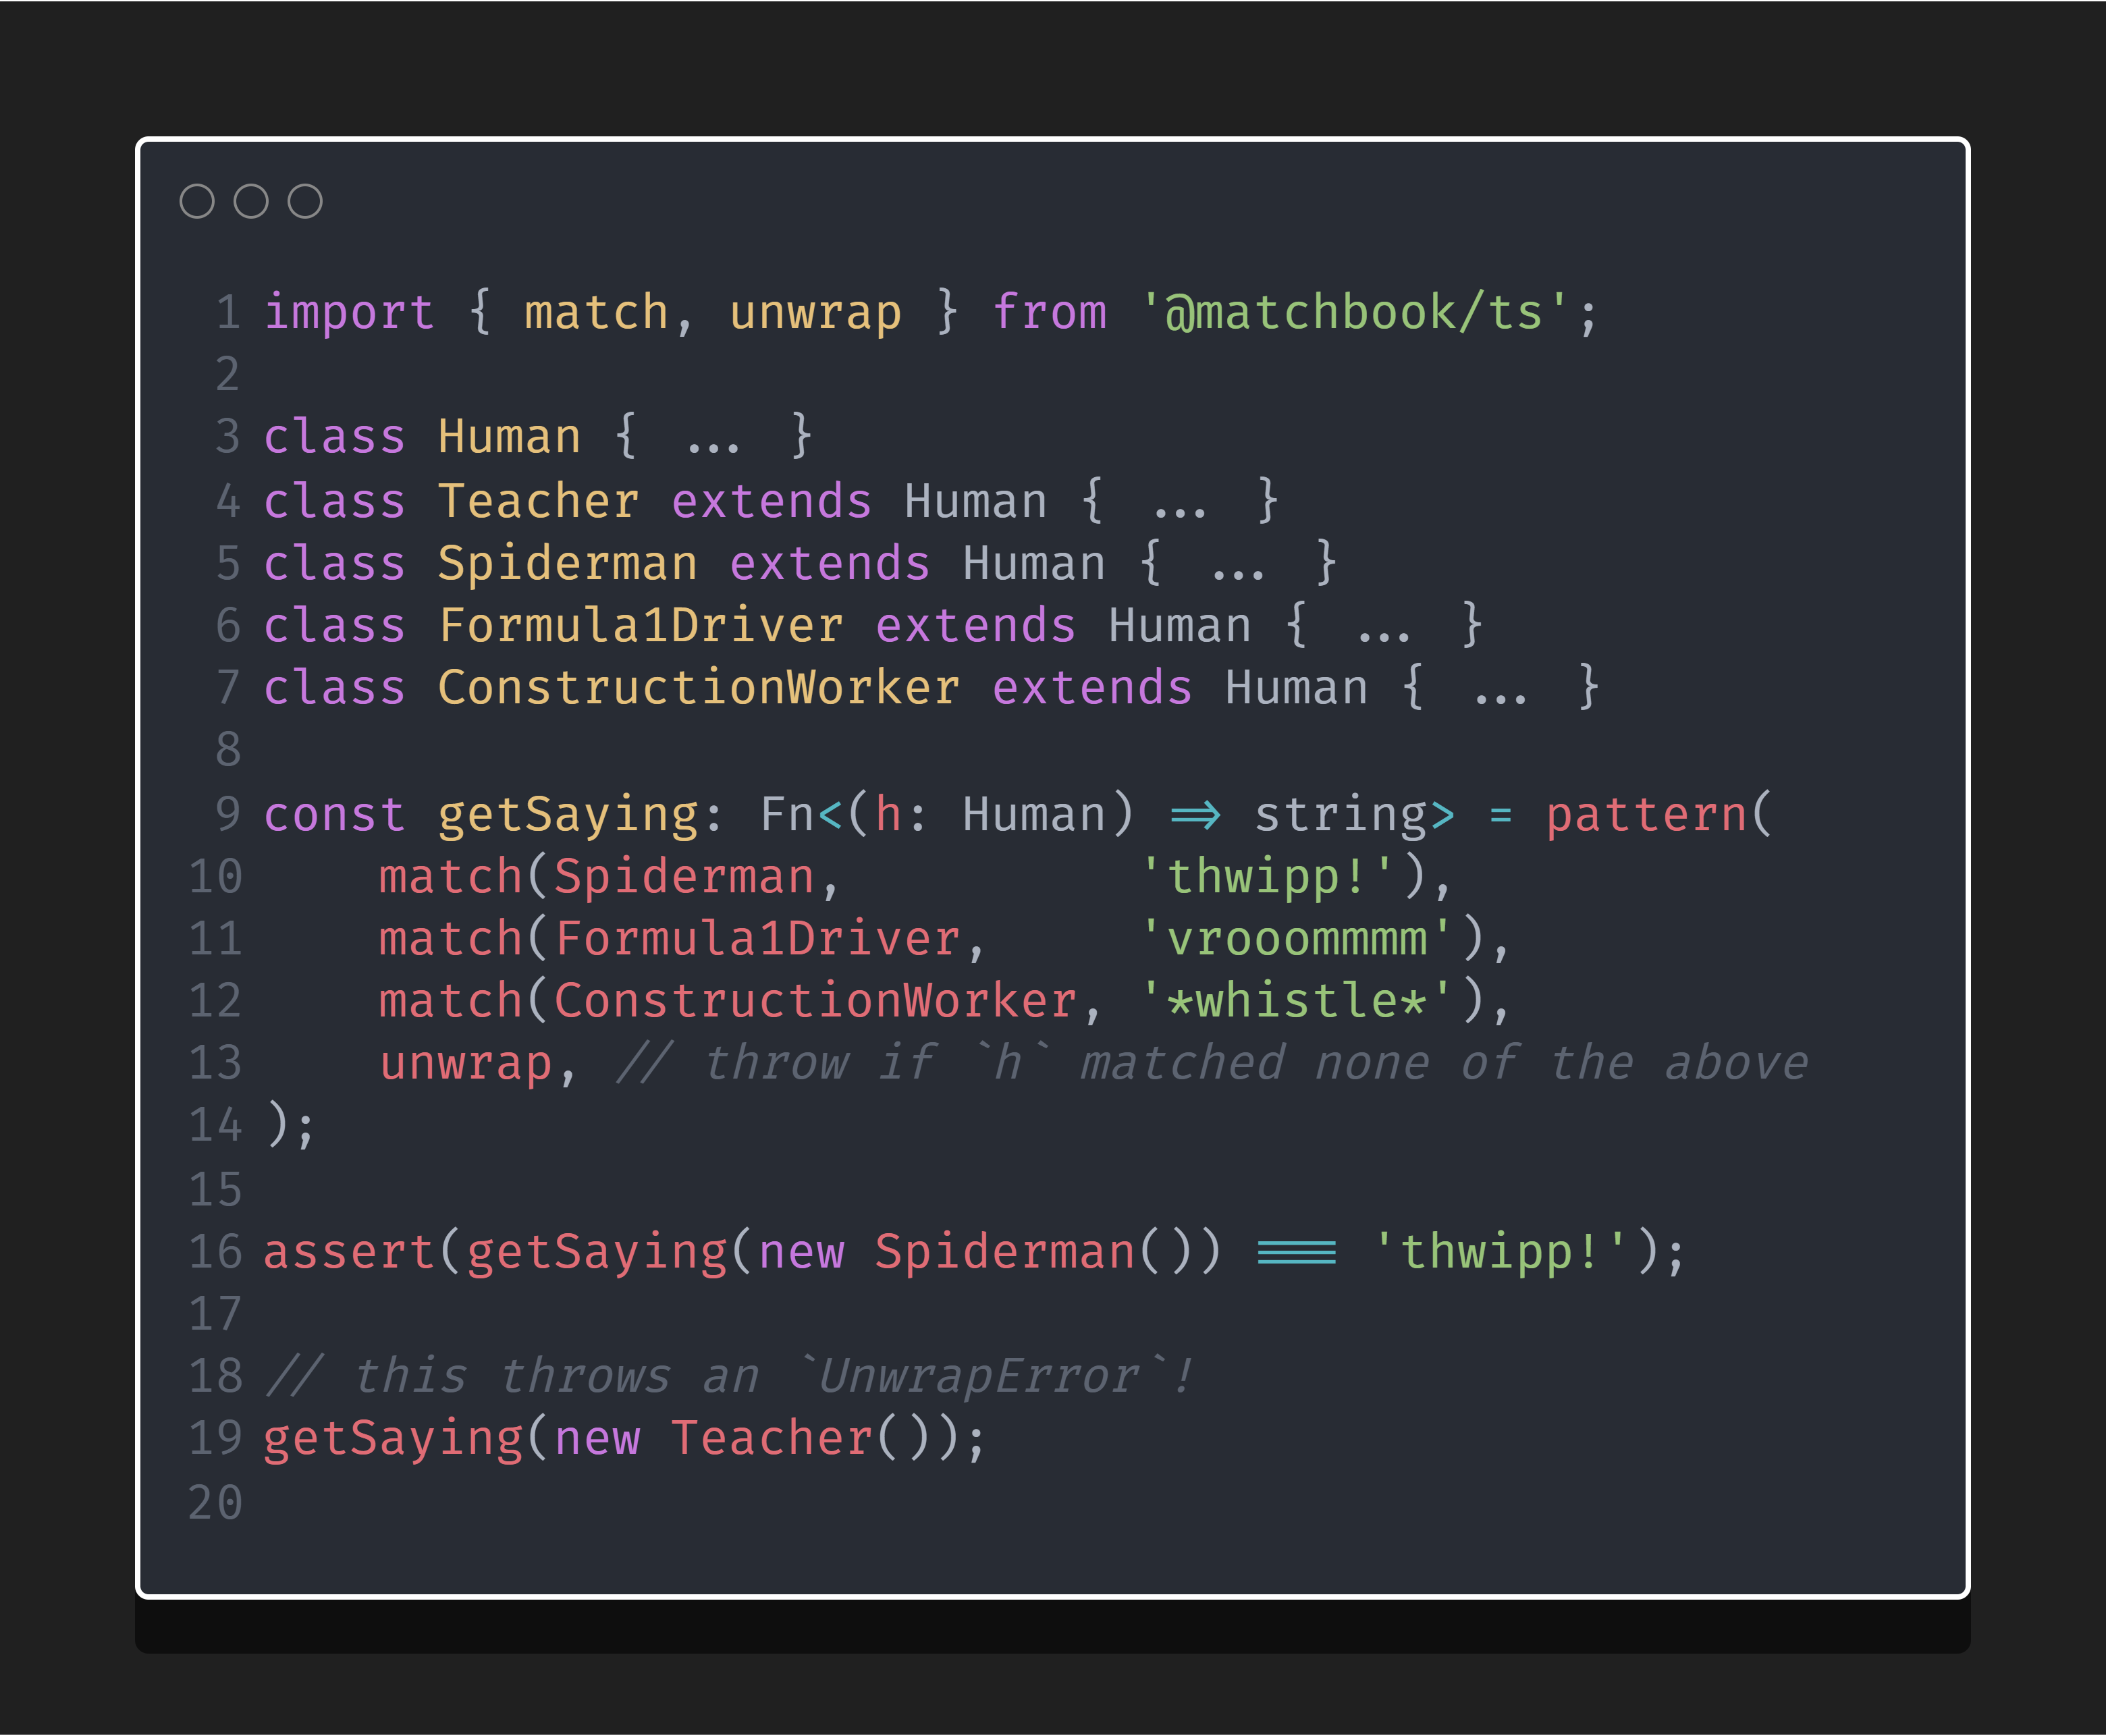 1 import { match, unwrap } from '@matchbook/ts';
2
3 class Human { ... }
4 class Teacher extends Human { ... }
5 class Spiderman extends Human { ... }
6 class Formula1Driver extends Human { ... }
7 class ConstructionWorker extends Human { ... }
8
9 const getSaying: Fn<(h: Human) => string> = pattern(
10     match(Spiderman,          'thwipp!'),
11     match(Formula1Driver,     'vrooommmm'),
12     match(ConstructionWorker, '*whistle*'),
13     unwrap, // throw if `h` matched none of the above
14 );
15
16 assert(getSaying(new Spiderman()) === 'thwipp!');
17
18 // this throws an `UnwrapError`!
19 getSaying(new Teacher());
20